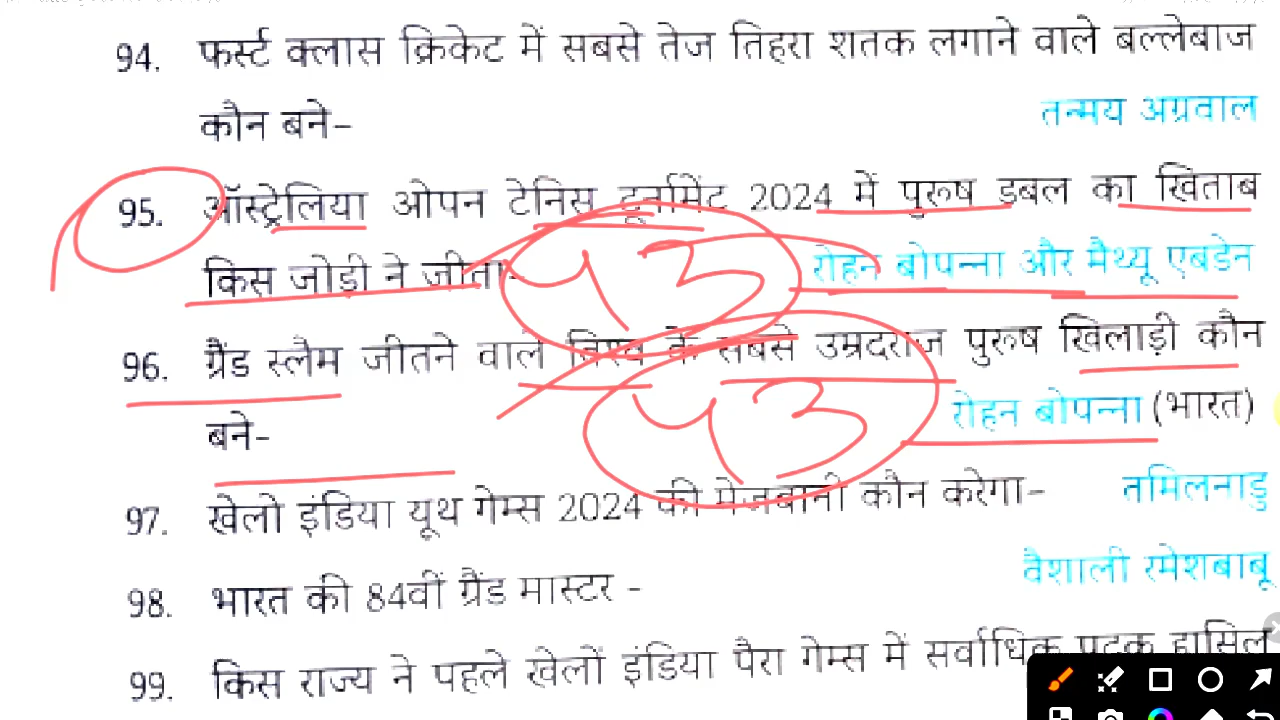 94. फर्स्ट क्लास क्रिकेट में सबसे तेज तिहरा शतक लगाने वाले बल्लेबाज
कौन बने- तन्मय अग्रवाल
95. ऑस्ट्रेलिया ओपन टेनिस टूर्नामेंट 2024 में पुरूष डबल का खिताब
किस जोडी ने जीता- 43 रोहन बोपन्ना और मैथ्यू एबडेन
96. ग्रैंड स्लैम जीतने वाले विश्व के सबसे उम्रदराज पुरूष खिलाड़ी कौन
बने- 43 रोहन बोपन्ना (भारत)
97. खेलो इंडिया यूथ गेम्स 2024 की मेजबानी कौन करेगा- तमिलनाडु
98. भारत की 84वीं ग्रैंड मास्टर - वैशाली रमेशबाबू
99. किस राज्य ने पहले खेलों इंडिया पैरा गेम्स में सर्वाधिक पदक हासिल